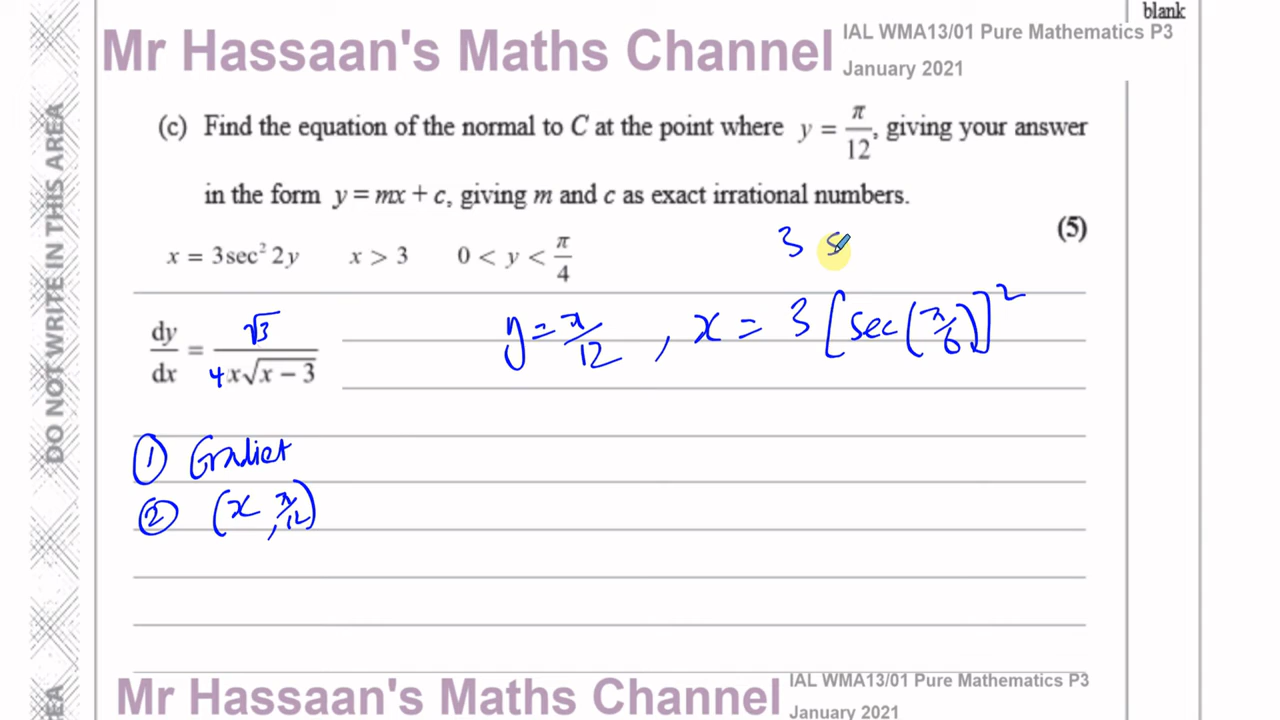 blank
Mr Hassaan's Maths Channel
IAL WMA13/01 Pure Mathematics P3
January 2021
DO NOT WRITE IN THIS AREA
(c) Find the equation of the normal to C at the point where y = π/12, giving your answer
in the form y = mx + c, giving m and c as exact irrational numbers.
(5)
3 s
x = 3sec² 2y x > 3 0 < y < π/4
y = π/12 , x = 3 [sec(π/6)]²
dy/dx = √3/4x√x − 3
① Gradiet
② (x, π/12)
Mr Hassaan's Maths Channel
IAL WMA13/01 Pure Mathematics P3
January 2021